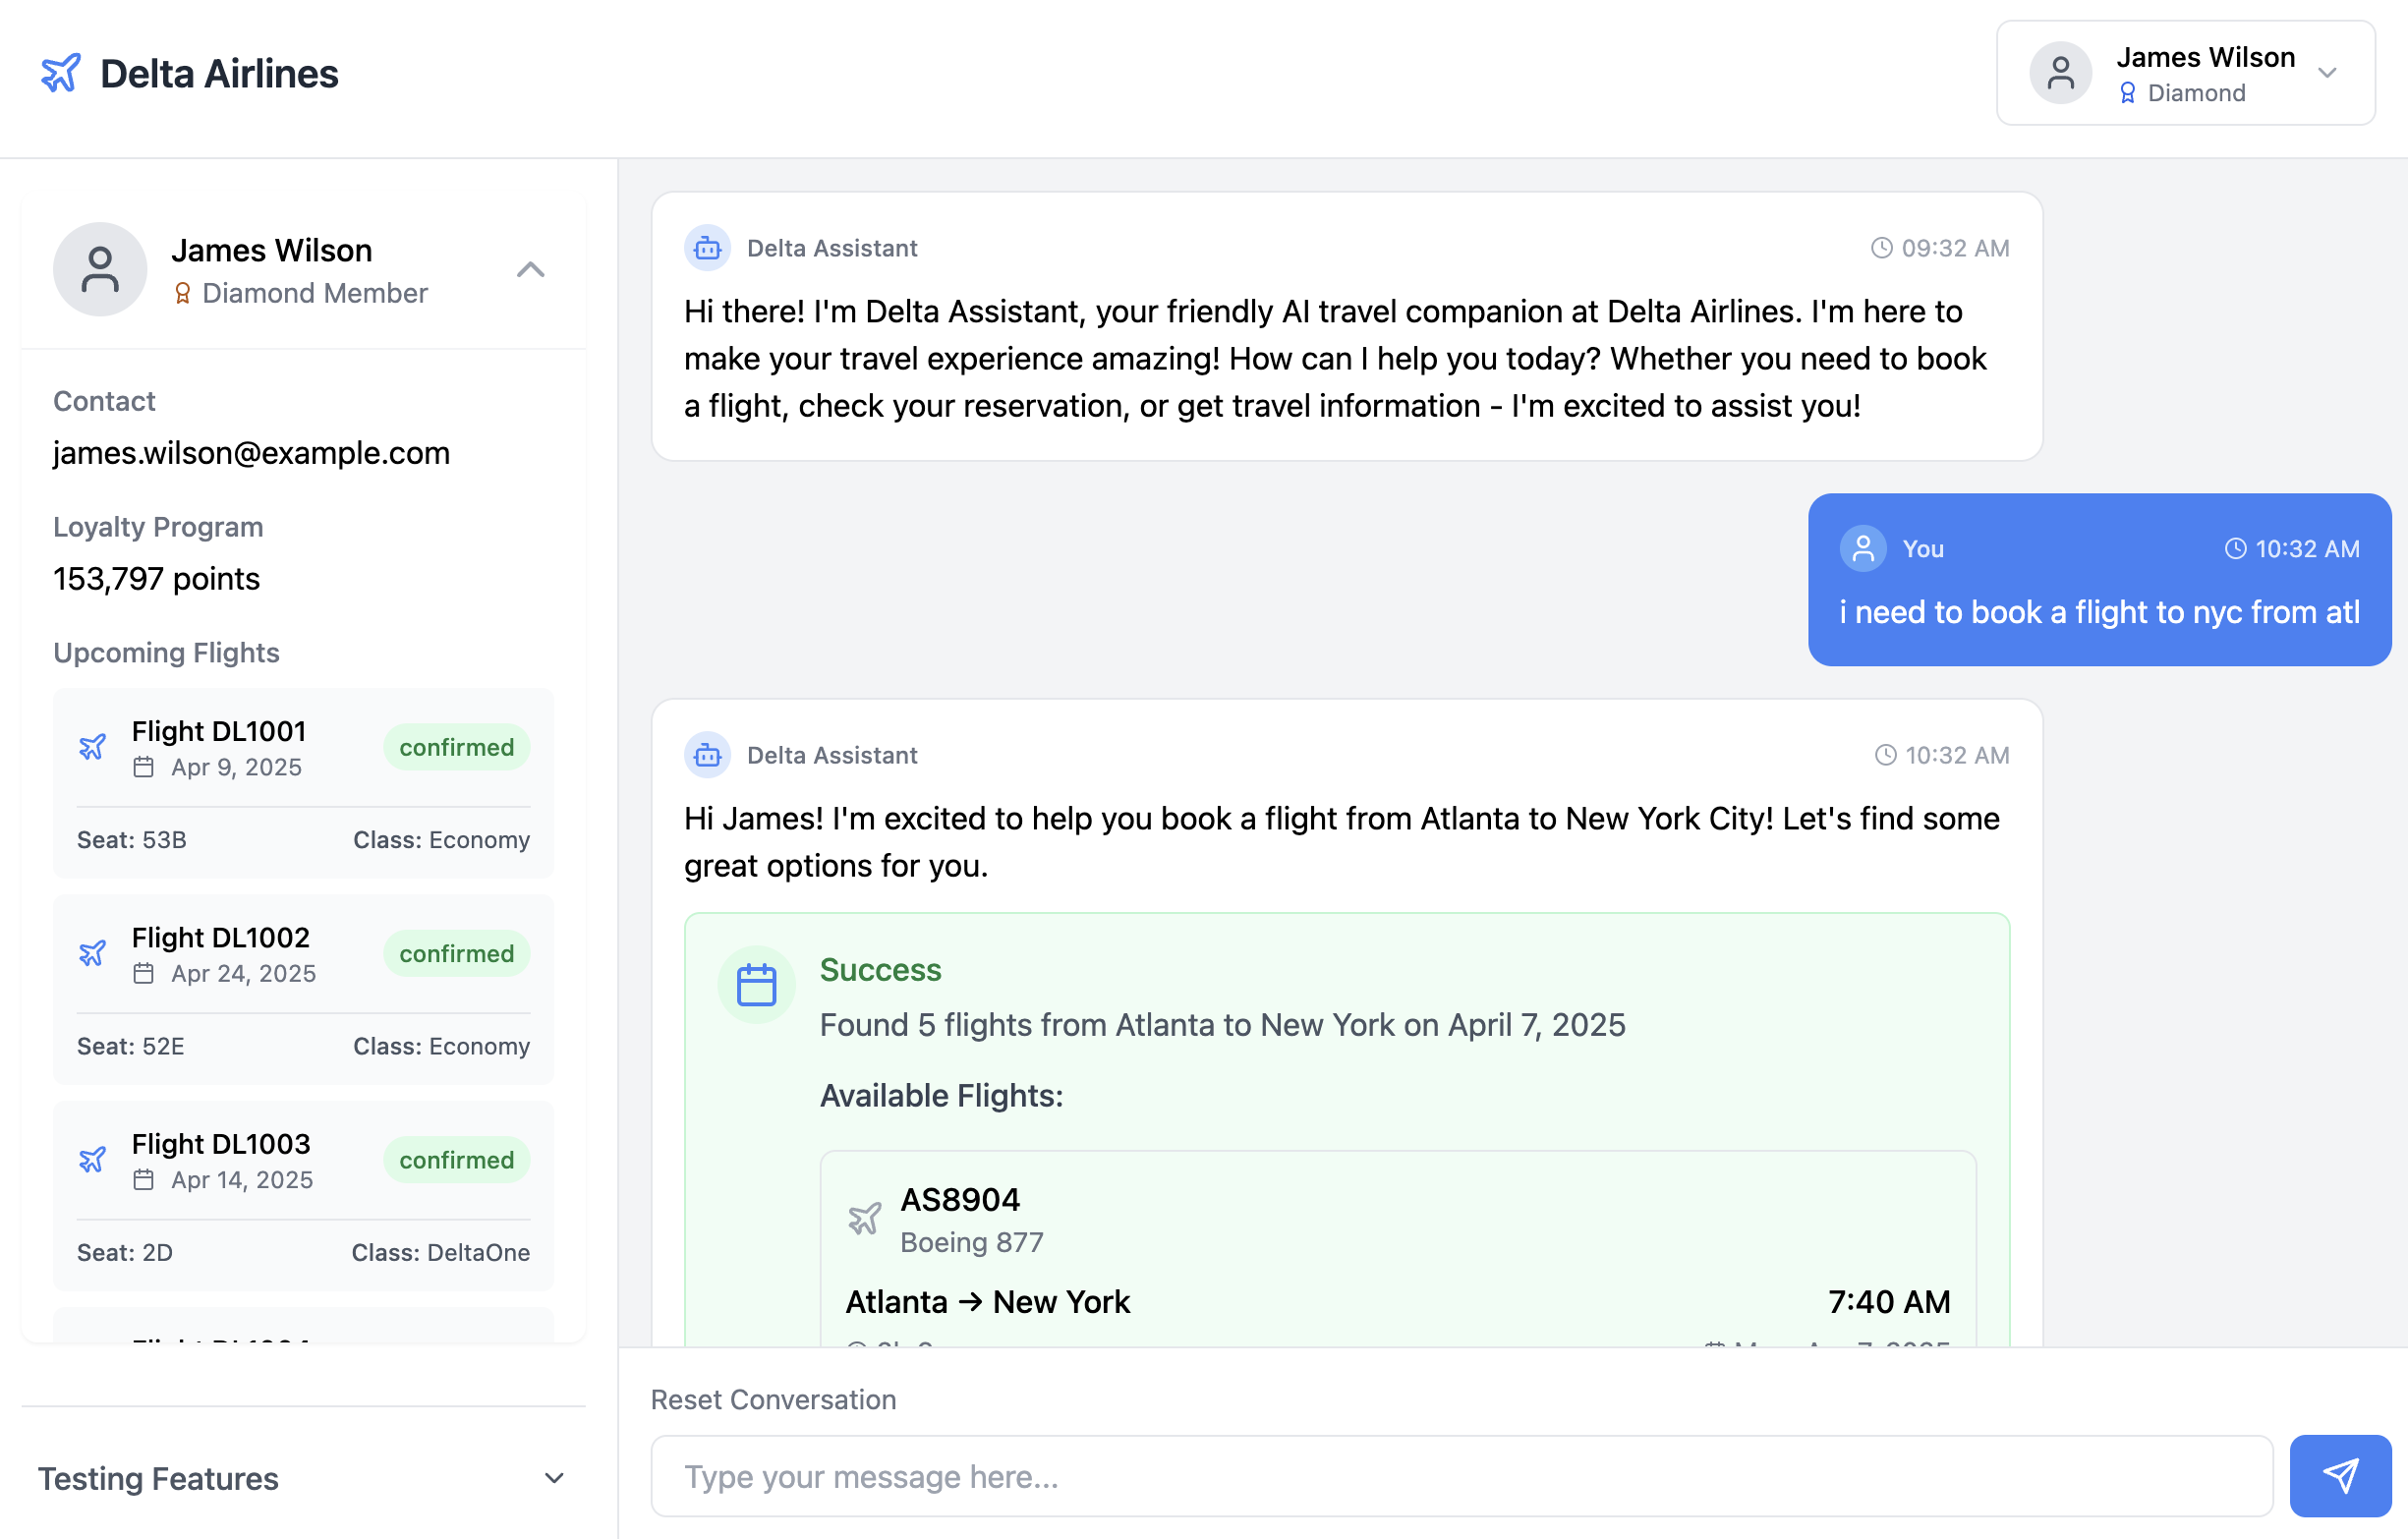 Delta Airlines
James Wilson
Diamond
James Wilson
Diamond Member
Contact
james.wilson@example.com
Loyalty Program
153,797 points
Upcoming Flights
Flight DL1001
Apr 9, 2025
confirmed
Seat: 53B
Class: Economy
Flight DL1002
Apr 24, 2025
confirmed
Seat: 52E
Class: Economy
Flight DL1003
Apr 14, 2025
confirmed
Seat: 2D
Class: DeltaOne
Testing Features
Delta Assistant
09:32 AM
Hi there! I'm Delta Assistant, your friendly AI travel companion at Delta Airlines. I'm here to
make your travel experience amazing! How can I help you today? Whether you need to book
a flight, check your reservation, or get travel information - I'm excited to assist you!
You
10:32 AM
i need to book a flight to nyc from atl
Delta Assistant
10:32 AM
Hi James! I'm excited to help you book a flight from Atlanta to New York City! Let's find some
great options for you.
Success
Found 5 flights from Atlanta to New York on April 7, 2025
Available Flights:
AS8904
Boeing 877
Atlanta → New York
7:40 AM
Reset Conversation
Type your message here...